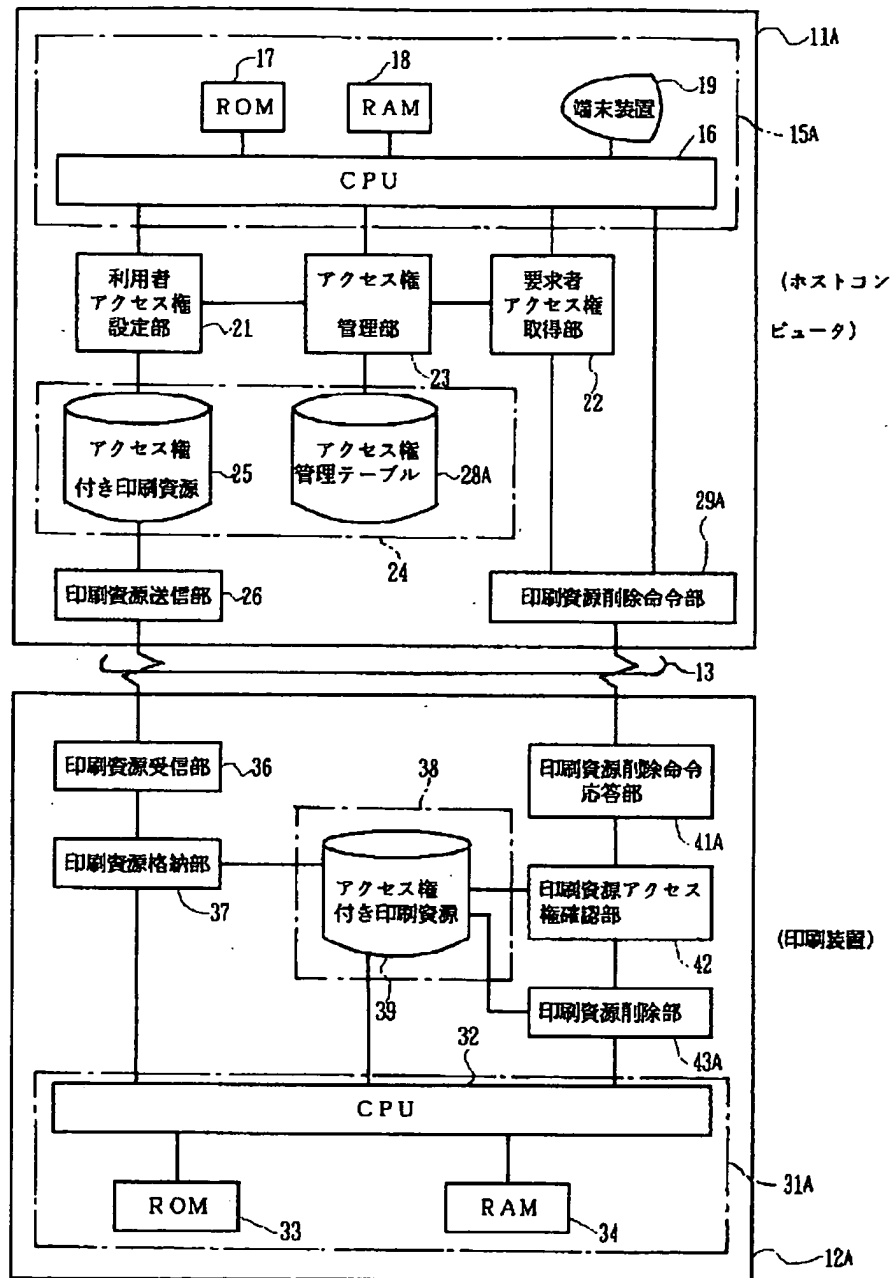 11A
17
ROM
18
RAM
19
端末装置
15A
16
CPU
利用者
アクセス権
設定部
21
アクセス権
管理部
23
要求者
アクセス権
取得部
22
(ホストコン
ピュータ)
アクセス権
付き印刷資源
25
アクセス権
管理テーブル
28A
24
29A
印刷資源送信部
26
印刷資源削除命令部
13
印刷資源受信部
36
38
印刷資源削除命令
応答部
41A
印刷資源格納部
37
アクセス権
付き印刷資源
39
印刷資源アクセス
権確認部
42
(印刷装置)
印刷資源削除部
43A
32
CPU
31A
ROM
33
RAM
34
12A